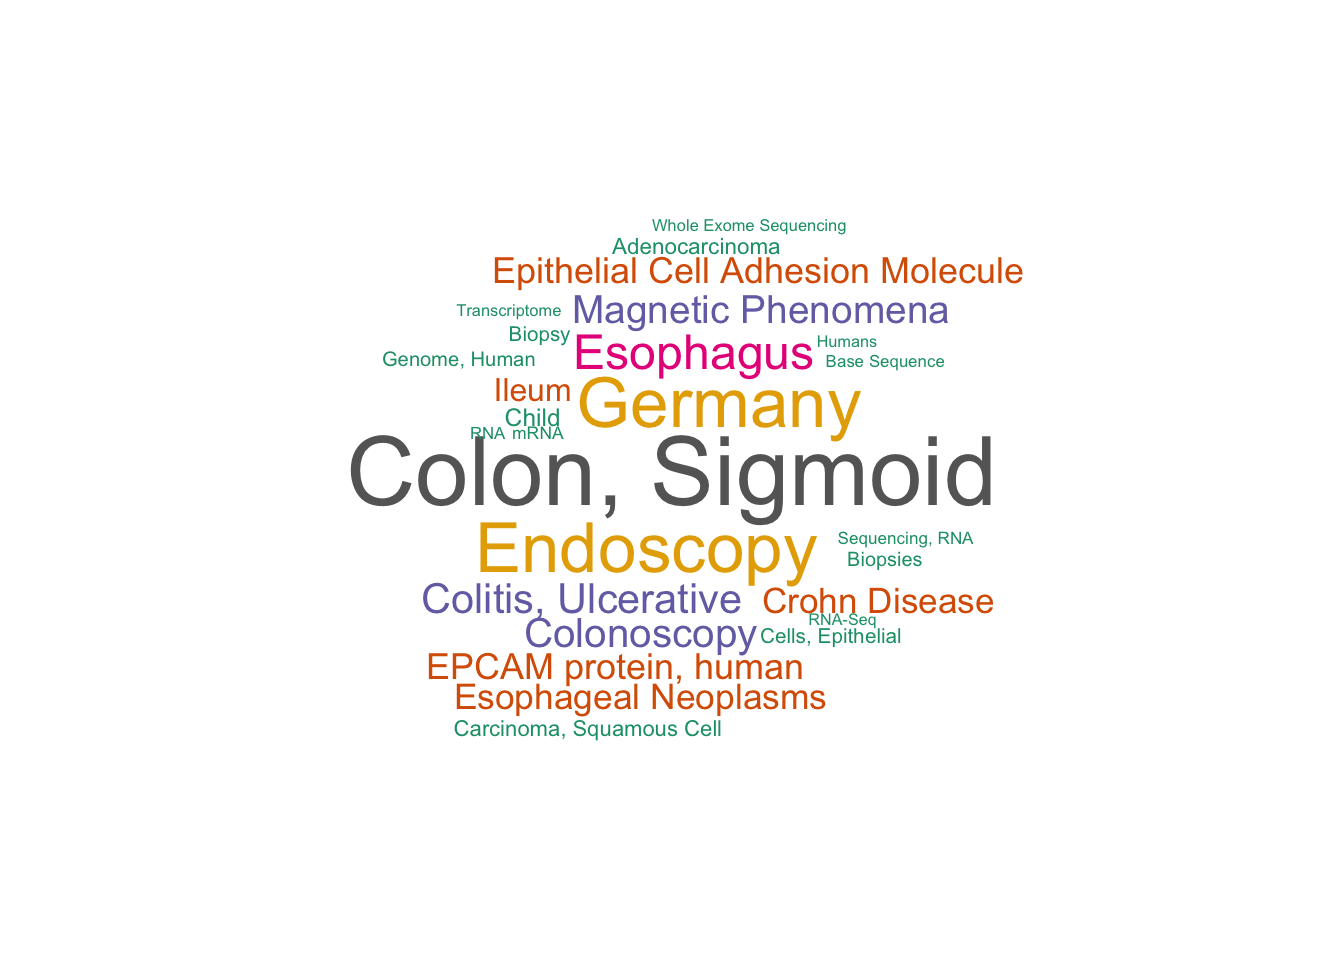 Whole Exome Sequencing
Adenocarcinoma
Epithelial Cell Adhesion Molecule
Transcriptome
Magnetic Phenomena
Biopsy
Humans
Esophagus
Genome, Human
Base Sequence
Ileum
Germany
Child
RNA mRNA
Colon, Sigmoid
Sequencing, RNA
Endoscopy
Biopsies
Colitis, Ulcerative
Crohn Disease
RNA-Seq
Colonoscopy
Cells, Epithelial
EPCAM protein, human
Esophageal Neoplasms
Carcinoma, Squamous Cell